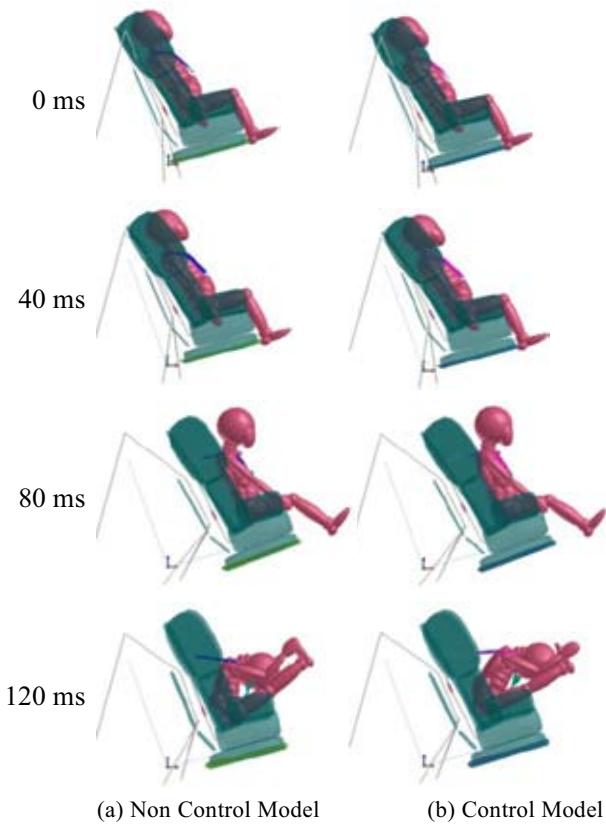 0 ms
40 ms
80 ms
120 ms
(a) Non Control Model
(b) Control Model